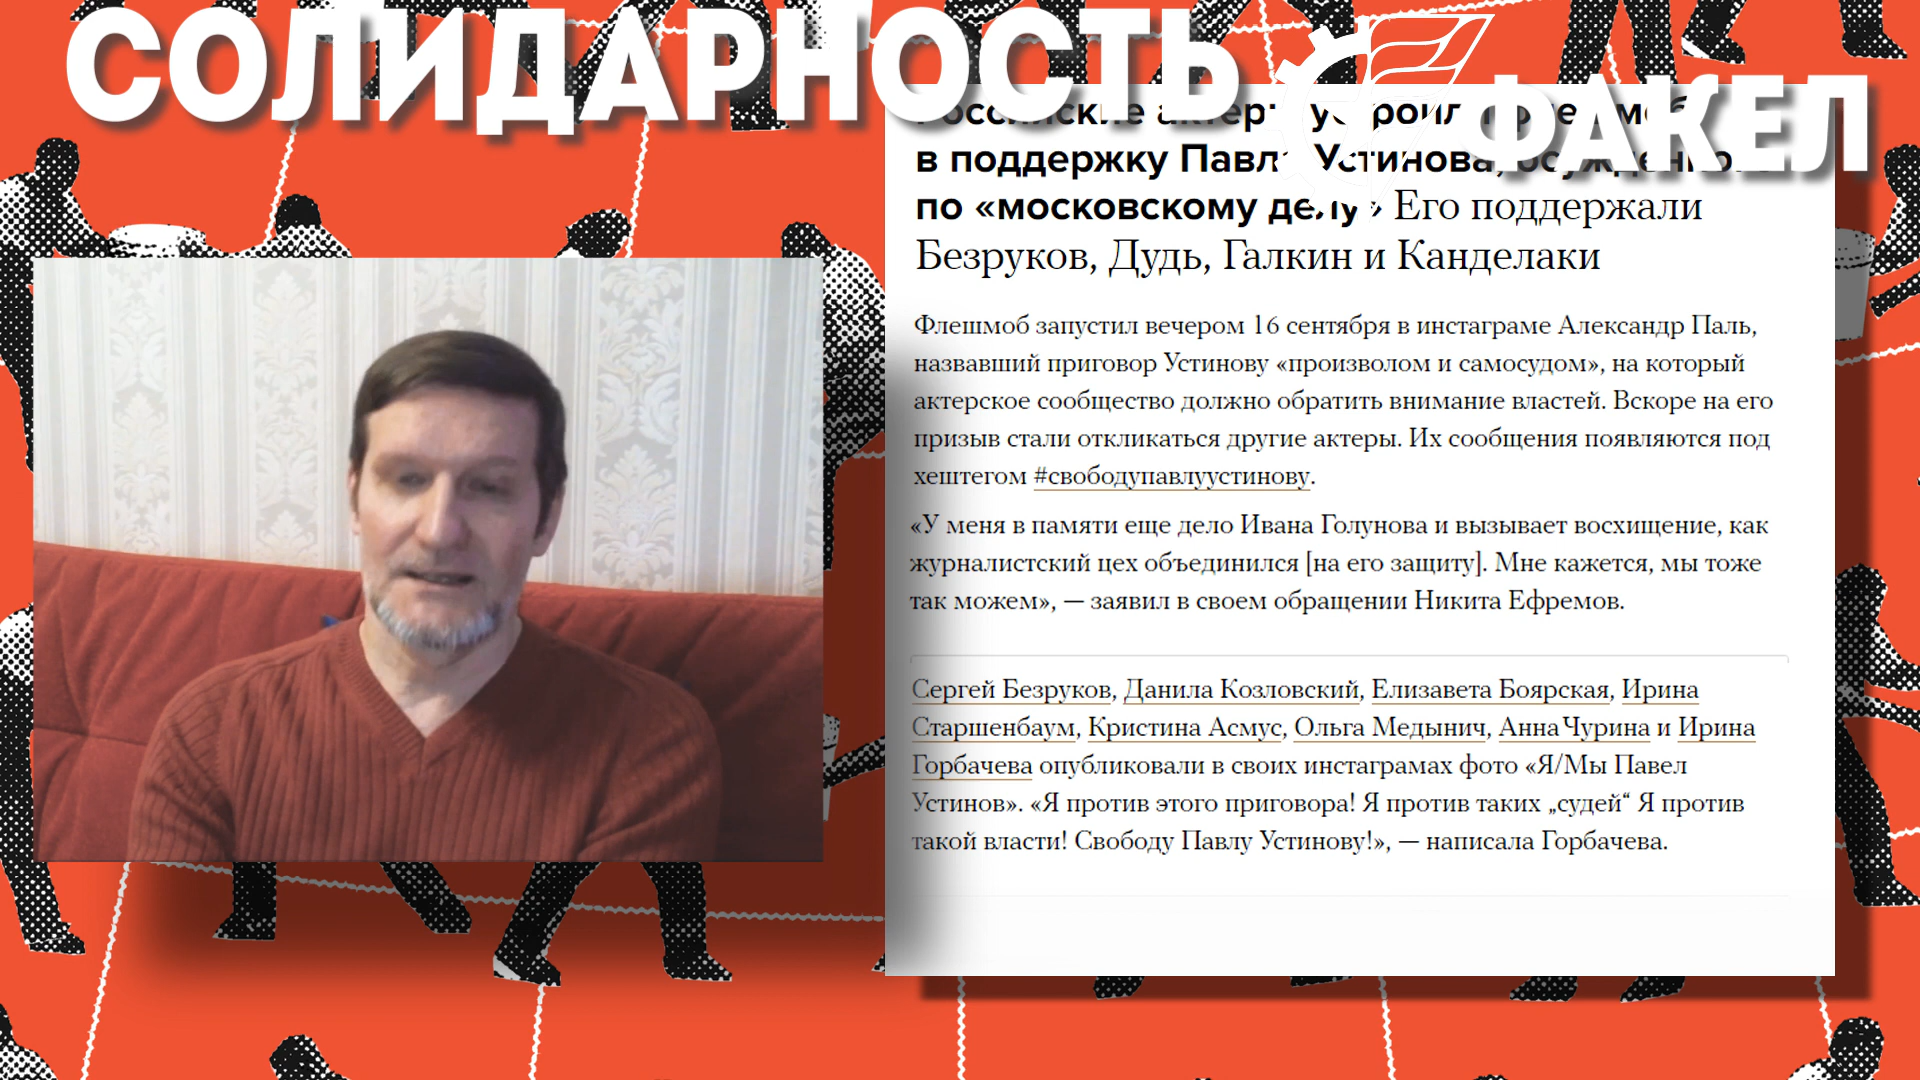 СОЛИДАРНОСТЬ
ФАКЕЛ
в поддержку
по «московскому делу» Его поддержали
Безруков, Дудь, Галкин и Канделаки
Флешмоб запустил вечером 16 сентября в инстаграме Александр Паль,
назвавший приговор Устинову «произволом и самосудом», на который
актерское сообщество должно обратить внимание властей. Вскоре на его
призыв стали откликаться другие актеры. Их сообщения появляются под
хештегом #свободупавлуустинову.
«У меня в памяти еще дело Ивана Голунова и вызывает восхищение, как
журналистский цех объединился [на его защиту]. Мне кажется, мы тоже
так можем», — заявил в своем обращении Никита Ефремов.
Сергей Безруков, Данила Козловский, Елизавета Боярская, Ирина
Старшенбаум, Кристина Асмус, Ольга Медынич, Анна Чурина и Ирина
Горбачева опубликовали в своих инстаграмах фото «Я/Мы Павел
Устинов». «Я против этого приговора! Я против таких „судей“ Я против
такой власти! Свободу Павлу Устинову!», — написала Горбачева.